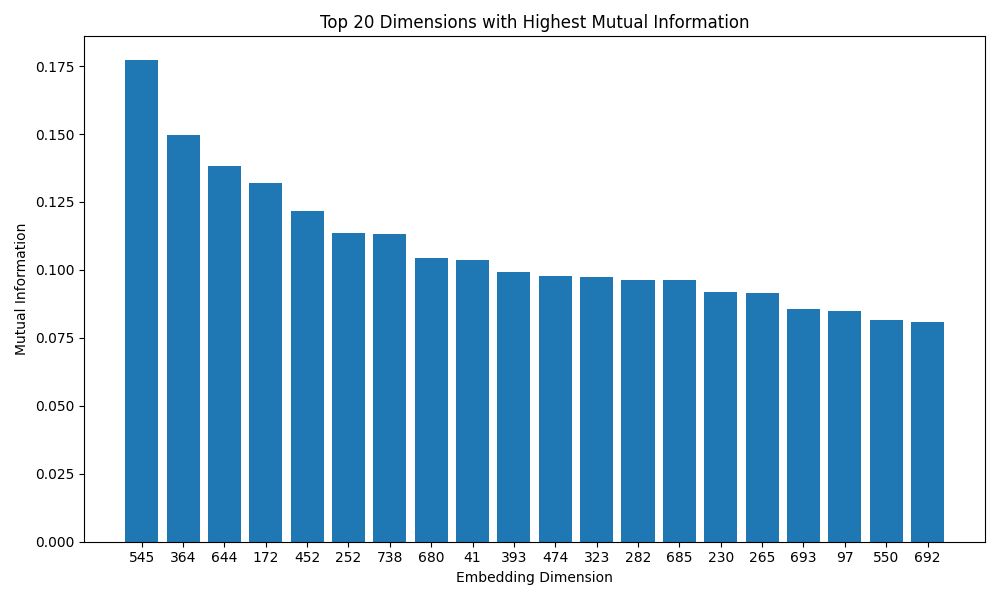 Top 20 Dimensions with Highest Mutual Information
Mutual Information
0.175
0.150
0.125
0.100
0.075
0.050
0.025
0.000
545 364 644 172 452 252 738 680 41 393 474 323 282 685 230 265 693 97 550 692
Embedding Dimension